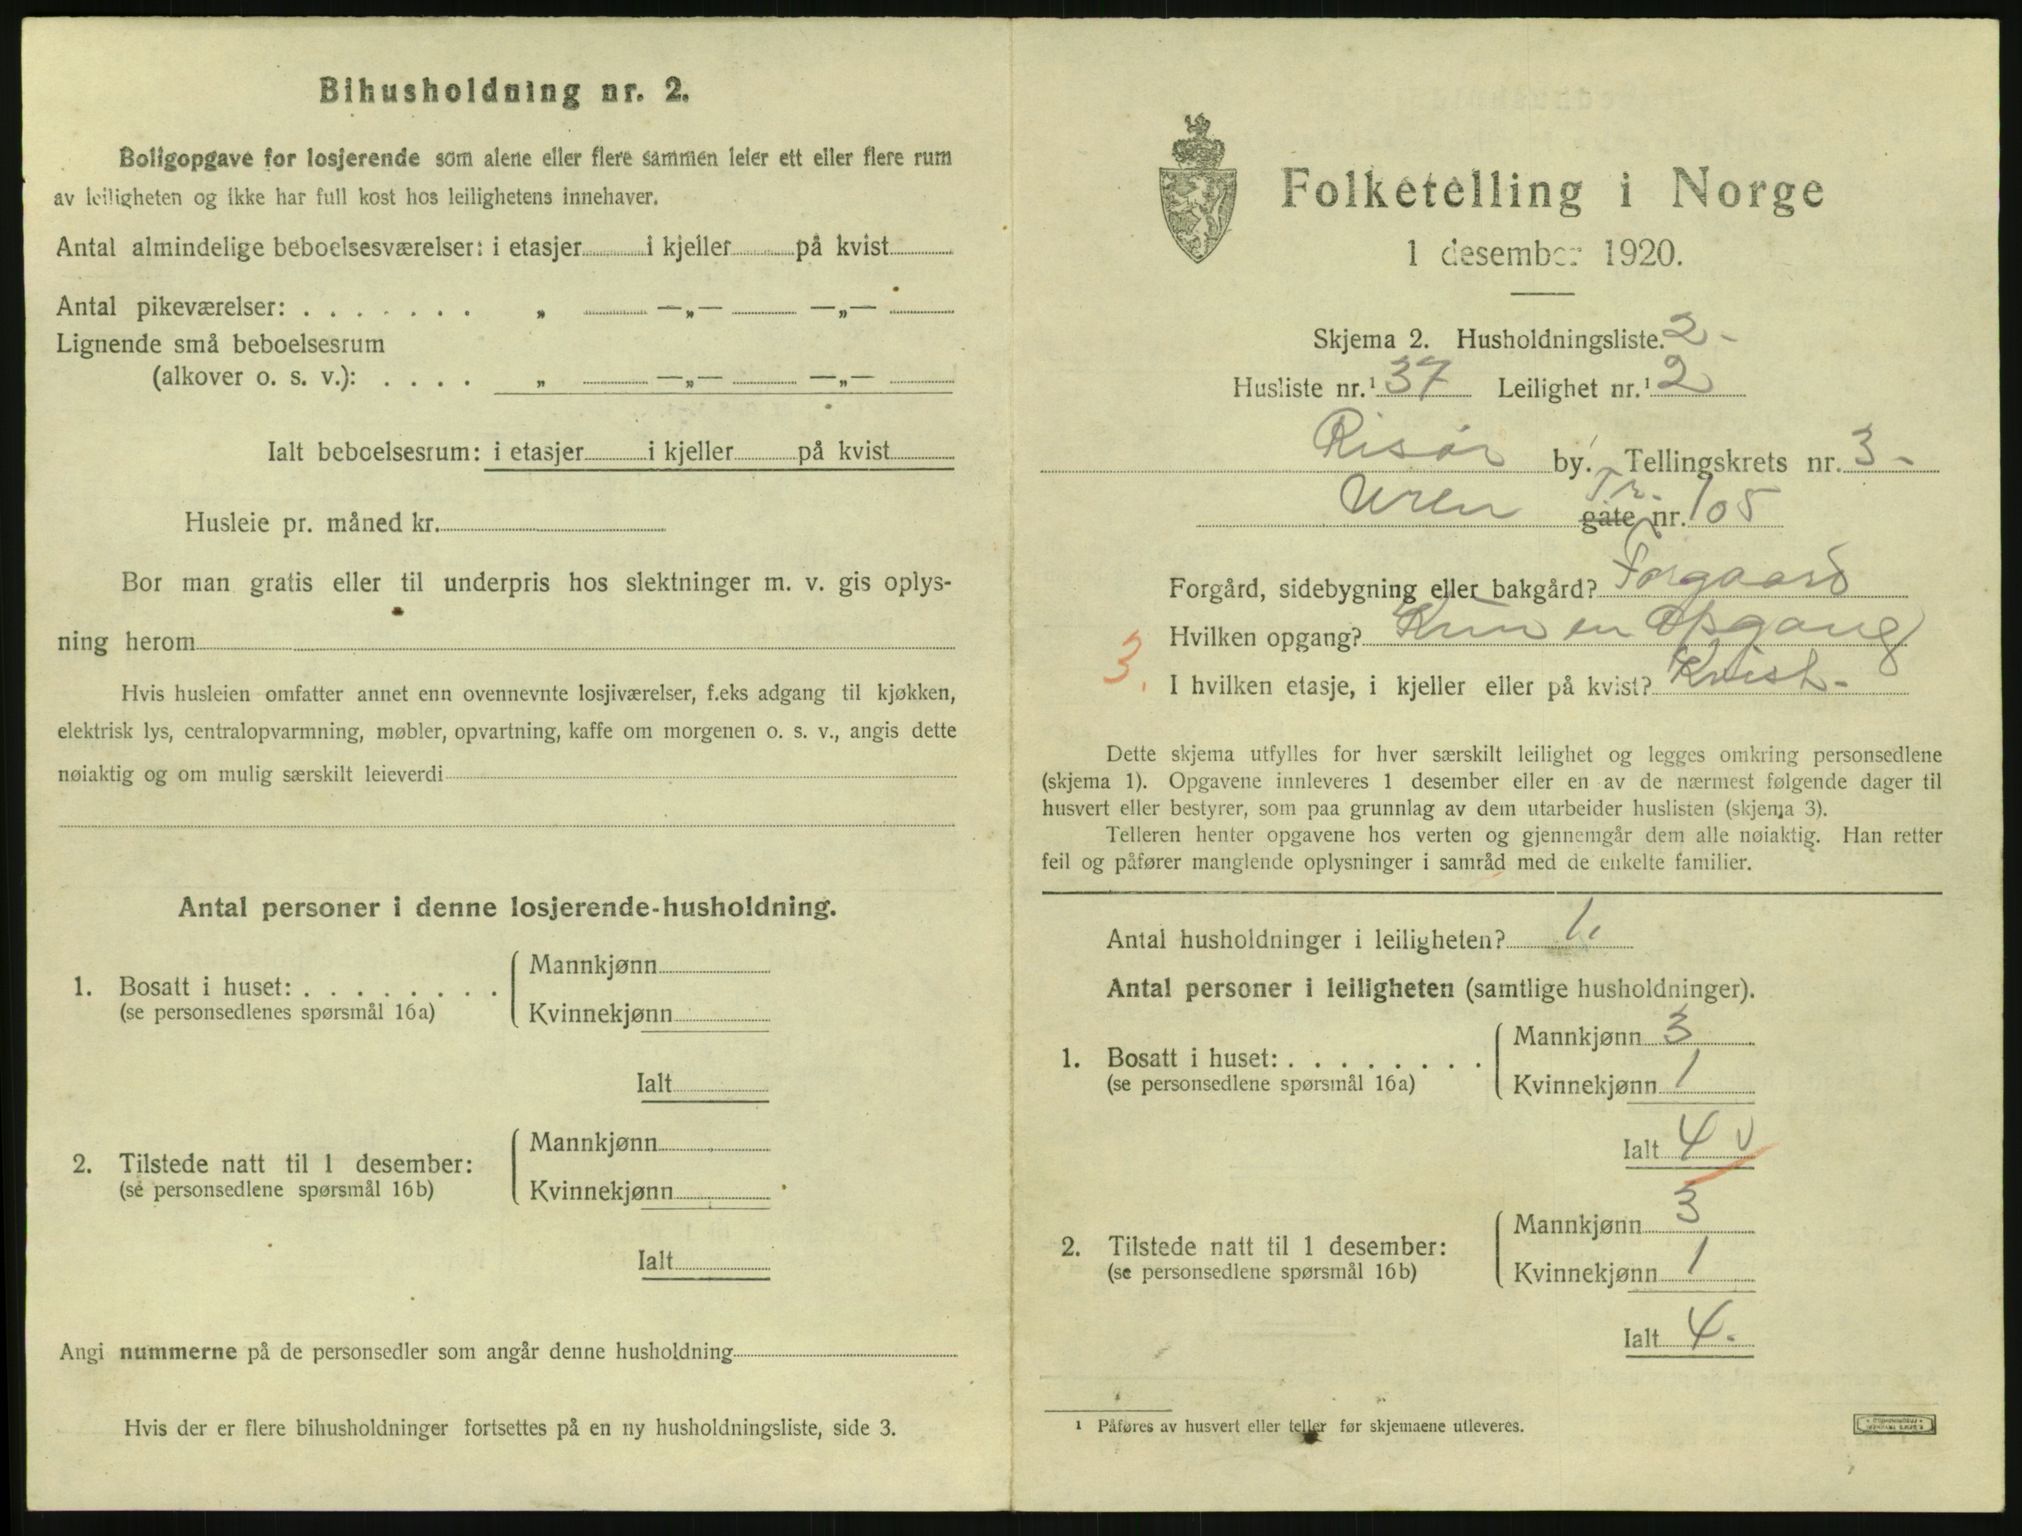 Bihusholdning nr. 2.
Boligopgave for losjerende som alene eller flere sammen leier ett eller flere rum
av leiligheten og ikke har full kost hos leilighetens innehaver.
Antal almindelige beboelsesværelser: i etasjer i kjeller på kvist
Antal pikeværelser: . . . . . . . „ —„— —„—
Lignende små beboelsesrum
(alkover o. s. v.): . . . . „ —„— —„—
Ialt beboelsesrum: i etasjer i kjeller på kvist
Husleie pr. måned kr.
Bor man gratis eller til underpris hos slektninger m. v. gis oplys-
ning herom
Hvis husleien omfatter annet enn ovennevnte losjiværelser, f.eks adgang til kjøkken,
elektrisk lys, centralopvarmning, møbler, opvartning, kaffe om morgenen o. s. v., angis dette
nøiaktig og om mulig særskilt leieverdi
Antal personer i denne losjerende-husholdning.
1. Bosatt i huset: . . . . . . . .
(se personsedlenes spørsmål 16a)
Mannkjønn
Kvinnekjønn
Ialt
2. Tilstede natt til 1 desember:
(se personsedlene spørsmål 16b)
Mannkjønn
Kvinnekjønn
Ialt
Angi nummerne på de personsedler som angår denne husholdning
Hvis der er flere bihusholdninger fortsettes på en ny husholdningsliste, side 3.
Folketelling i Norge
1 desember 1920.
Skjema 2. Husholdningsliste. 2-
Husliste nr.¹ 37 Leilighet nr.¹ 2
Risør by. Tellingskrets nr. 3-
Uren gate Tr. nr. 105
Forgård, sidebygning eller bakgård? Forgaard
Hvilken opgang? Kun en Opgang
3. I hvilken etasje, i kjeller eller på kvist? Kvist-
Dette skjema utfylles for hver særskilt leilighet og legges omkring personsedlene
(skjema 1). Opgavene innleveres 1 desember eller en av de nærmest følgende dager til
husvert eller bestyrer, som paa grunnlag av dem utarbeider huslisten (skjema 3).
Telleren henter opgavene hos verten og gjennemgår dem alle nøiaktig. Han retter
feil og påfører manglende oplysninger i samråd med de enkelte familier.
Antal husholdninger i leiligheten? 1.
Antal personer i leiligheten (samtlige husholdninger).
1. Bosatt i huset: . . . . . . . .
(se personsedlene spørsmål 16a)
Mannkjønn 3
Kvinnekjønn 1
Ialt 4 v
2. Tilstede natt til 1 desember:
(se personsedlene spørsmål 16b)
Mannkjønn 3
Kvinnekjønn 1
Ialt 4.-
¹ Påføres av husvert eller teller før skjemaene utleveres.